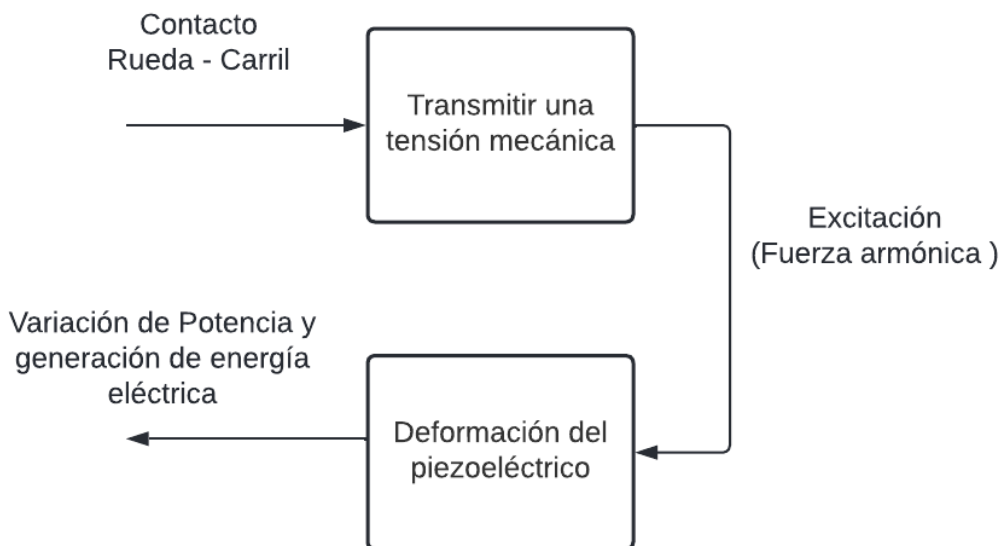 Contacto
Rueda - Carril
Transmitir una
tensión mecánica
Excitación
(Fuerza armónica )
Variación de Potencia y
generación de energía
eléctrica
Deformación del
piezoeléctrico